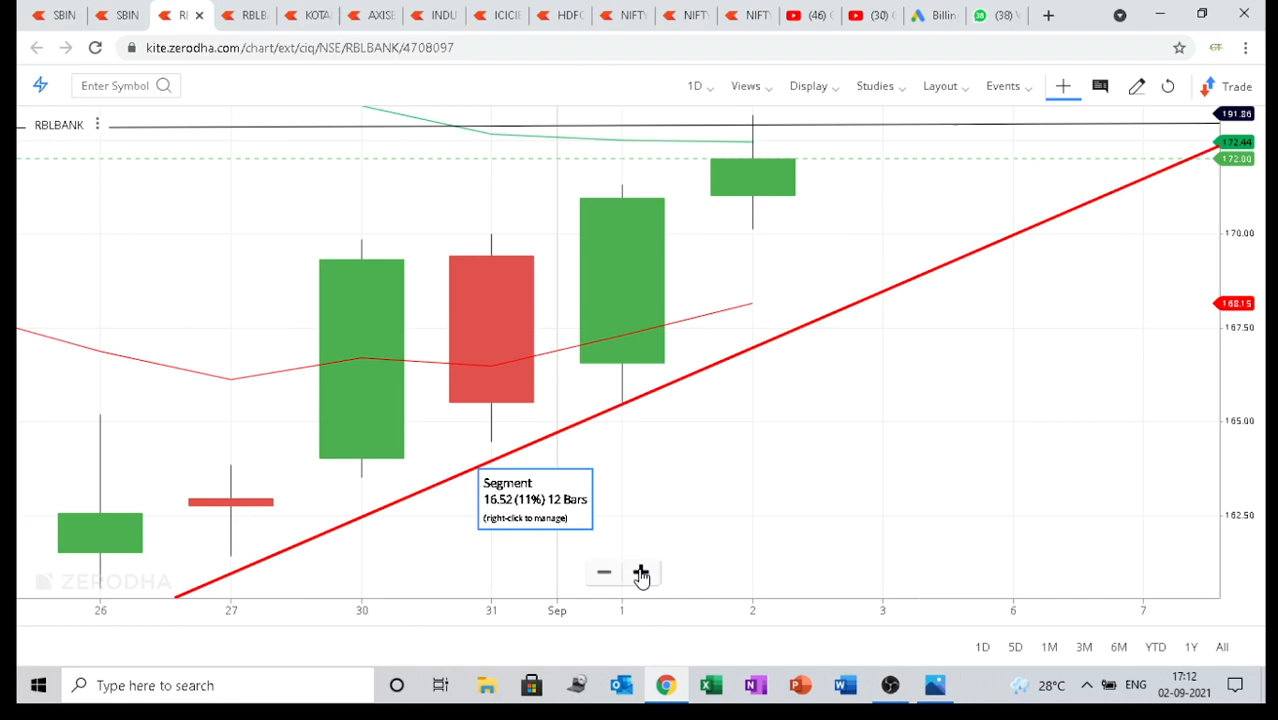 SBIN
SBIN
RI
RBLB
KOTA
AXISE
INDU
ICICIE
HDFC
NIFT
NIFT
NIFT
(46)
(30)
Billing
(38)
kite.zerodha.com/chart/ext/ciq/NSE/RBLBANK/4708097
GT
Enter Symbol
1D
Views
Display
Studies
Layout
Events
Trade
RBLBANK
191.86
172.44
172.00
170.00
168.15
167.50
165.00
162.50
Segment
16.52 (11%) 12 Bars
(right-click to manage)
ZERODHA
26 27 30 31 Sep 1 2 3 6 7
1D 5D 1M 3M 6M YTD 1Y All
Type here to search
28°C
ENG
17:12
02-09-2021